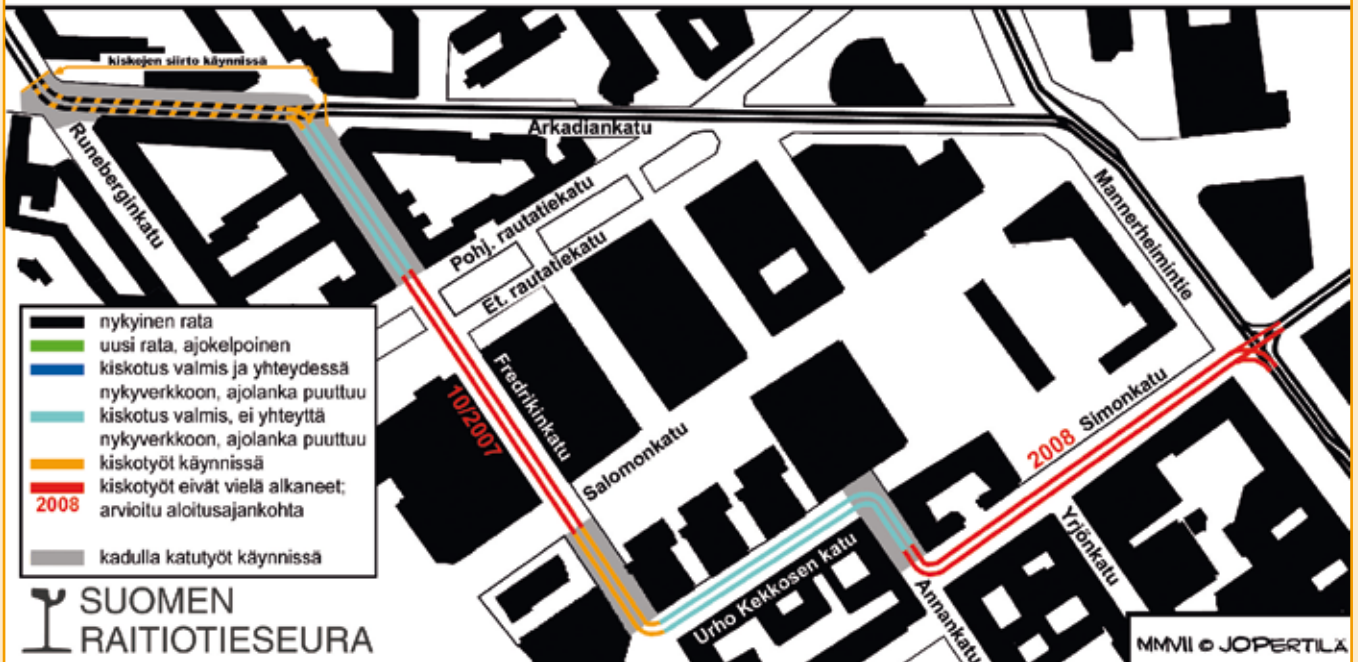 kiskojen siirto käynnissä
Arkadiankatu
Runeberginkatu
Pohj. rautatiekatu
Et. rautatiekatu
Mannerheimintie
Fredrikinkatu
10/2007
Salomonkatu
2008
Simonkatu
Yrjönkatu
Urho Kekkosen katu
Annankatu
nykyinen rata
uusi rata, ajokelpoinen
kiskotus valmis ja yhteydessä
nykyverkkoon, ajolanka puuttuu
kiskotus valmis, ei yhteyttä
nykyverkkoon, ajolanka puuttuu
kiskotyöt käynnissä
kiskotyöt eivät vielä alkaneet;
2008 arvioitu aloitusajankohta
kadulla katutyöt käynnissä
SUOMEN
RAITIOTIESEURA
MMVII © JOPERTILÄ